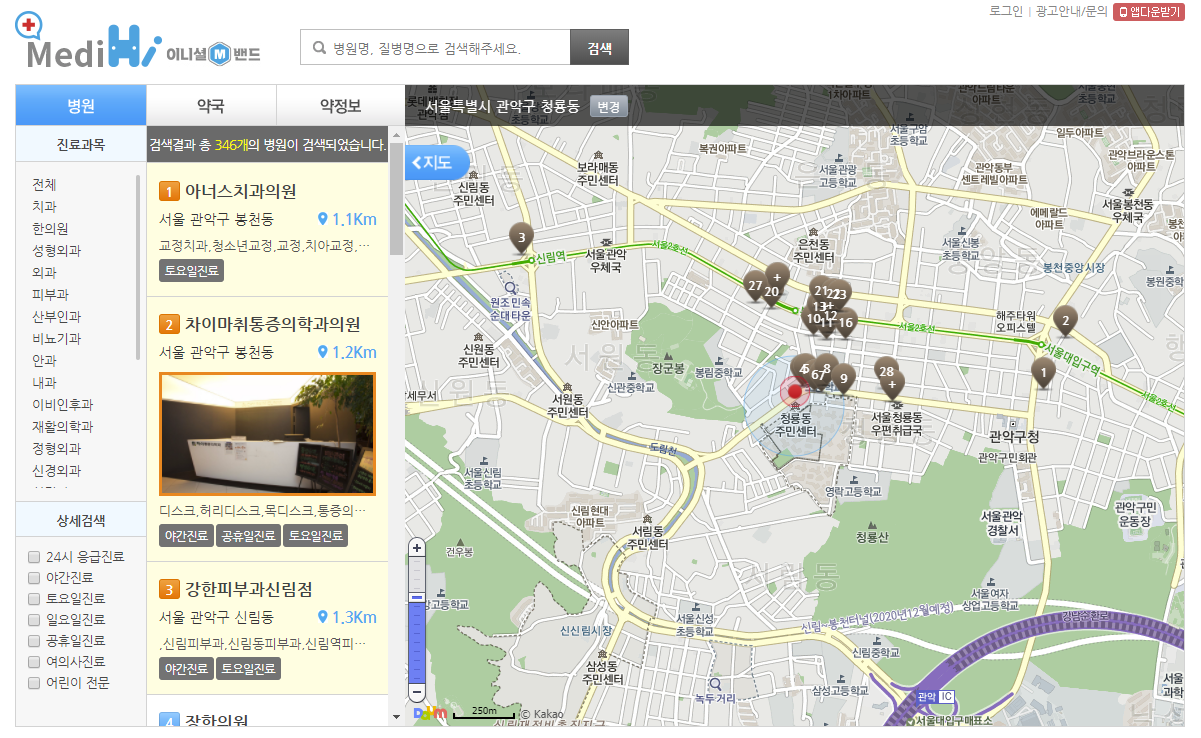 로그인 | 광고안내/문의 앱다운받기
MediHi 이니셜 M 밴드
병원명, 질병명으로 검색해주세요. 검색
병원 약국 약정보
진료과목
전체
치과
한의원
성형외과
외과
피부과
산부인과
비뇨기과
안과
내과
이비인후과
재활의학과
정형외과
신경외과
상세검색
24시 응급진료
야간진료
토요일진료
일요일진료
공휴일진료
여의사진료
어린이 전문
검색결과 총 346개의 병원이 검색되었습니다.
1 아너스치과의원
서울 관악구 봉천동 1.1Km
교정치과,청소년교정,교정,치아교정,…
토요일진료
2 차이마취통증의학과의원
서울 관악구 봉천동 1.2Km
디스크,허리디스크,목디스크,통증의…
야간진료 공휴일진료 토요일진료
3 강한피부과신림점
서울 관악구 신림동 1.3Km
,신림피부과,신림동피부과,신림역피…
야간진료 토요일진료
4 장한의원
서울특별시 관악구 청룡동 변경
지도
1차아파트
아파트
초등학교
서울구암
초등학교
일두아파트
복권아파트
보라매동
주민센터
신림동
주민센터
서울관광
고등학교
관악동부
센트레빌아파트
관악브라운스톤
아파트
서울봉천동
우체국
에메랄드
아파트
은천동
주민센터
서울신봉
초등학교
중앙동
봉천중앙시장
봉원중학교
3
신림역
서울관악
우체국
서울2호선
27
+
20
21
22
23
13
+
10
12
11
16
해주타워
오피스텔
2
서울2호선
서울대입구역
1
서울2호선
원조민속
순대타운
신안아파트
신원동
주민센터
서원동
장군봉
봉림중학교
신관중학교
서원동
주민센터
신원동
세무서
4
5
6
7
8
9
28
+
청룡동
주민센터
서울청룡동
우편취급국
관악구청
관악구민회관
도림천
서울신림
초등학교
영락고등학교
신림현대
아파트
서림동
주민센터
건우봉
청룡산
서울관악
경찰서
관악구민
운동장
고등학교
서림동
서울여자
상업고등학교
서울신성
초등학교
신림~봉천터널(2020년12월예정)
강남순환로
신신림시장
신림중학교
삼성동
주민센터
녹두거리
삼성고등학교
관악 IC
서울대입구매표소
서울
과학
+
−
Daum 250m © Kakao